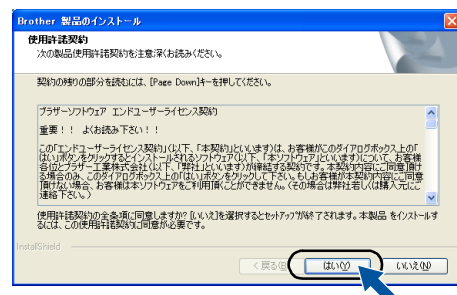 Brother 製品のインストール
使用許諾契約
次の製品使用許諾契約を注意深くお読みください。
契約の残りの部分を読むには、[Page Down]キーを押してください。
ブラザーソフトウェア エンドユーザーライセンス契約
重要！！ よくお読み下さい！！
この「エンドユーザーライセンス契約」（以下、「本契約」といいます）は、お客様がこのダイアログボックス上の「
はい」ボタンをクリックするとインストールされるソフトウェア（以下、「本ソフトウェア」といいます）について、お客様
各位とブラザー工業株式会社（以下、「弊社」といいます）が締結する契約です。本契約内容にご同意頂け
る場合のみ、このダイアログボックス上の「はい」ボタンをクリックして下さい。もしお客様が本契約内容にご同意
頂けない場合、お客様は本ソフトウェアをご利用頂くことができません。（その場合は弊社若しくは購入元にご
連絡下さい。）
使用許諾契約の全条項に同意しますか? [いいえ]を選択するとセットアップが終了されます。本製品 をインストールす
るには、この使用許諾契約に同意が必要です。
InstallShield
< 戻る(B) はい(Y) いいえ(N)